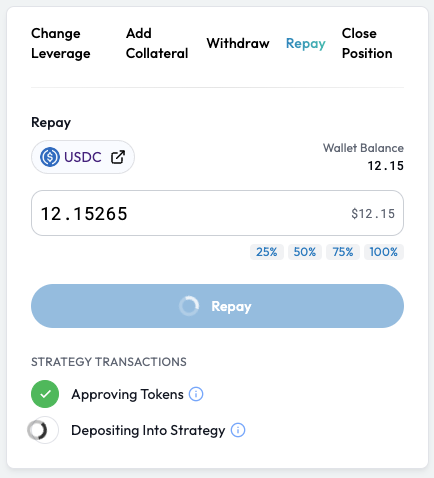 Change Leverage
Add Collateral
Withdraw
Repay
Close Position
Repay
USDC
Wallet Balance
12.15
12.15265
$12.15
25% 50% 75% 100%
Repay
STRATEGY TRANSACTIONS
Approving Tokens
Depositing Into Strategy